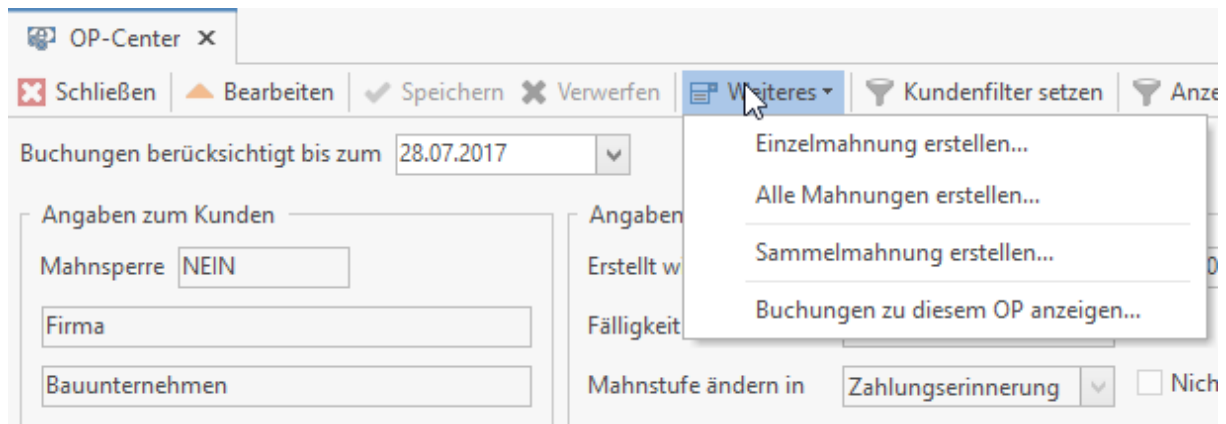 OP-Center
Schließen Bearbeiten Speichern Verwerfen Weiteres Kundenfilter setzen
Buchungen berücksichtigt bis zum 28.07.2017
Einzelmahnung erstellen...
Alle Mahnungen erstellen...
Sammelmahnung erstellen...
Buchungen zu diesem OP anzeigen...
Angaben zum Kunden
Mahnsperre NEIN
Firma
Bauunternehmen
Angaben
Erstellt
Fälligkeit
Mahnstufe ändern in Zahlungserinnerung